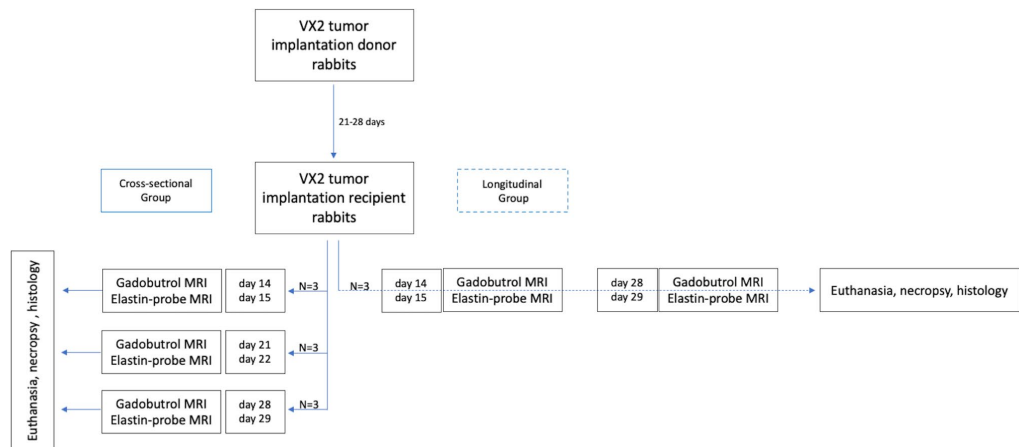 VX2 tumor
implantation donor
rabbits
21-28 days
Cross-sectional
Group
VX2 tumor
implantation recipient
rabbits
Longitudinal
Group
Euthanasia, necropsy , histology
Gadobutrol MRI
Elastin-probe MRI
day 14
day 15
N=3
N=3
day 14
day 15
Gadobutrol MRI
Elastin-probe MRI
day 28
day 29
Gadobutrol MRI
Elastin-probe MRI
Euthanasia, necropsy, histology
Gadobutrol MRI
Elastin-probe MRI
day 21
day 22
N=3
Gadobutrol MRI
Elastin-probe MRI
day 28
day 29
N=3